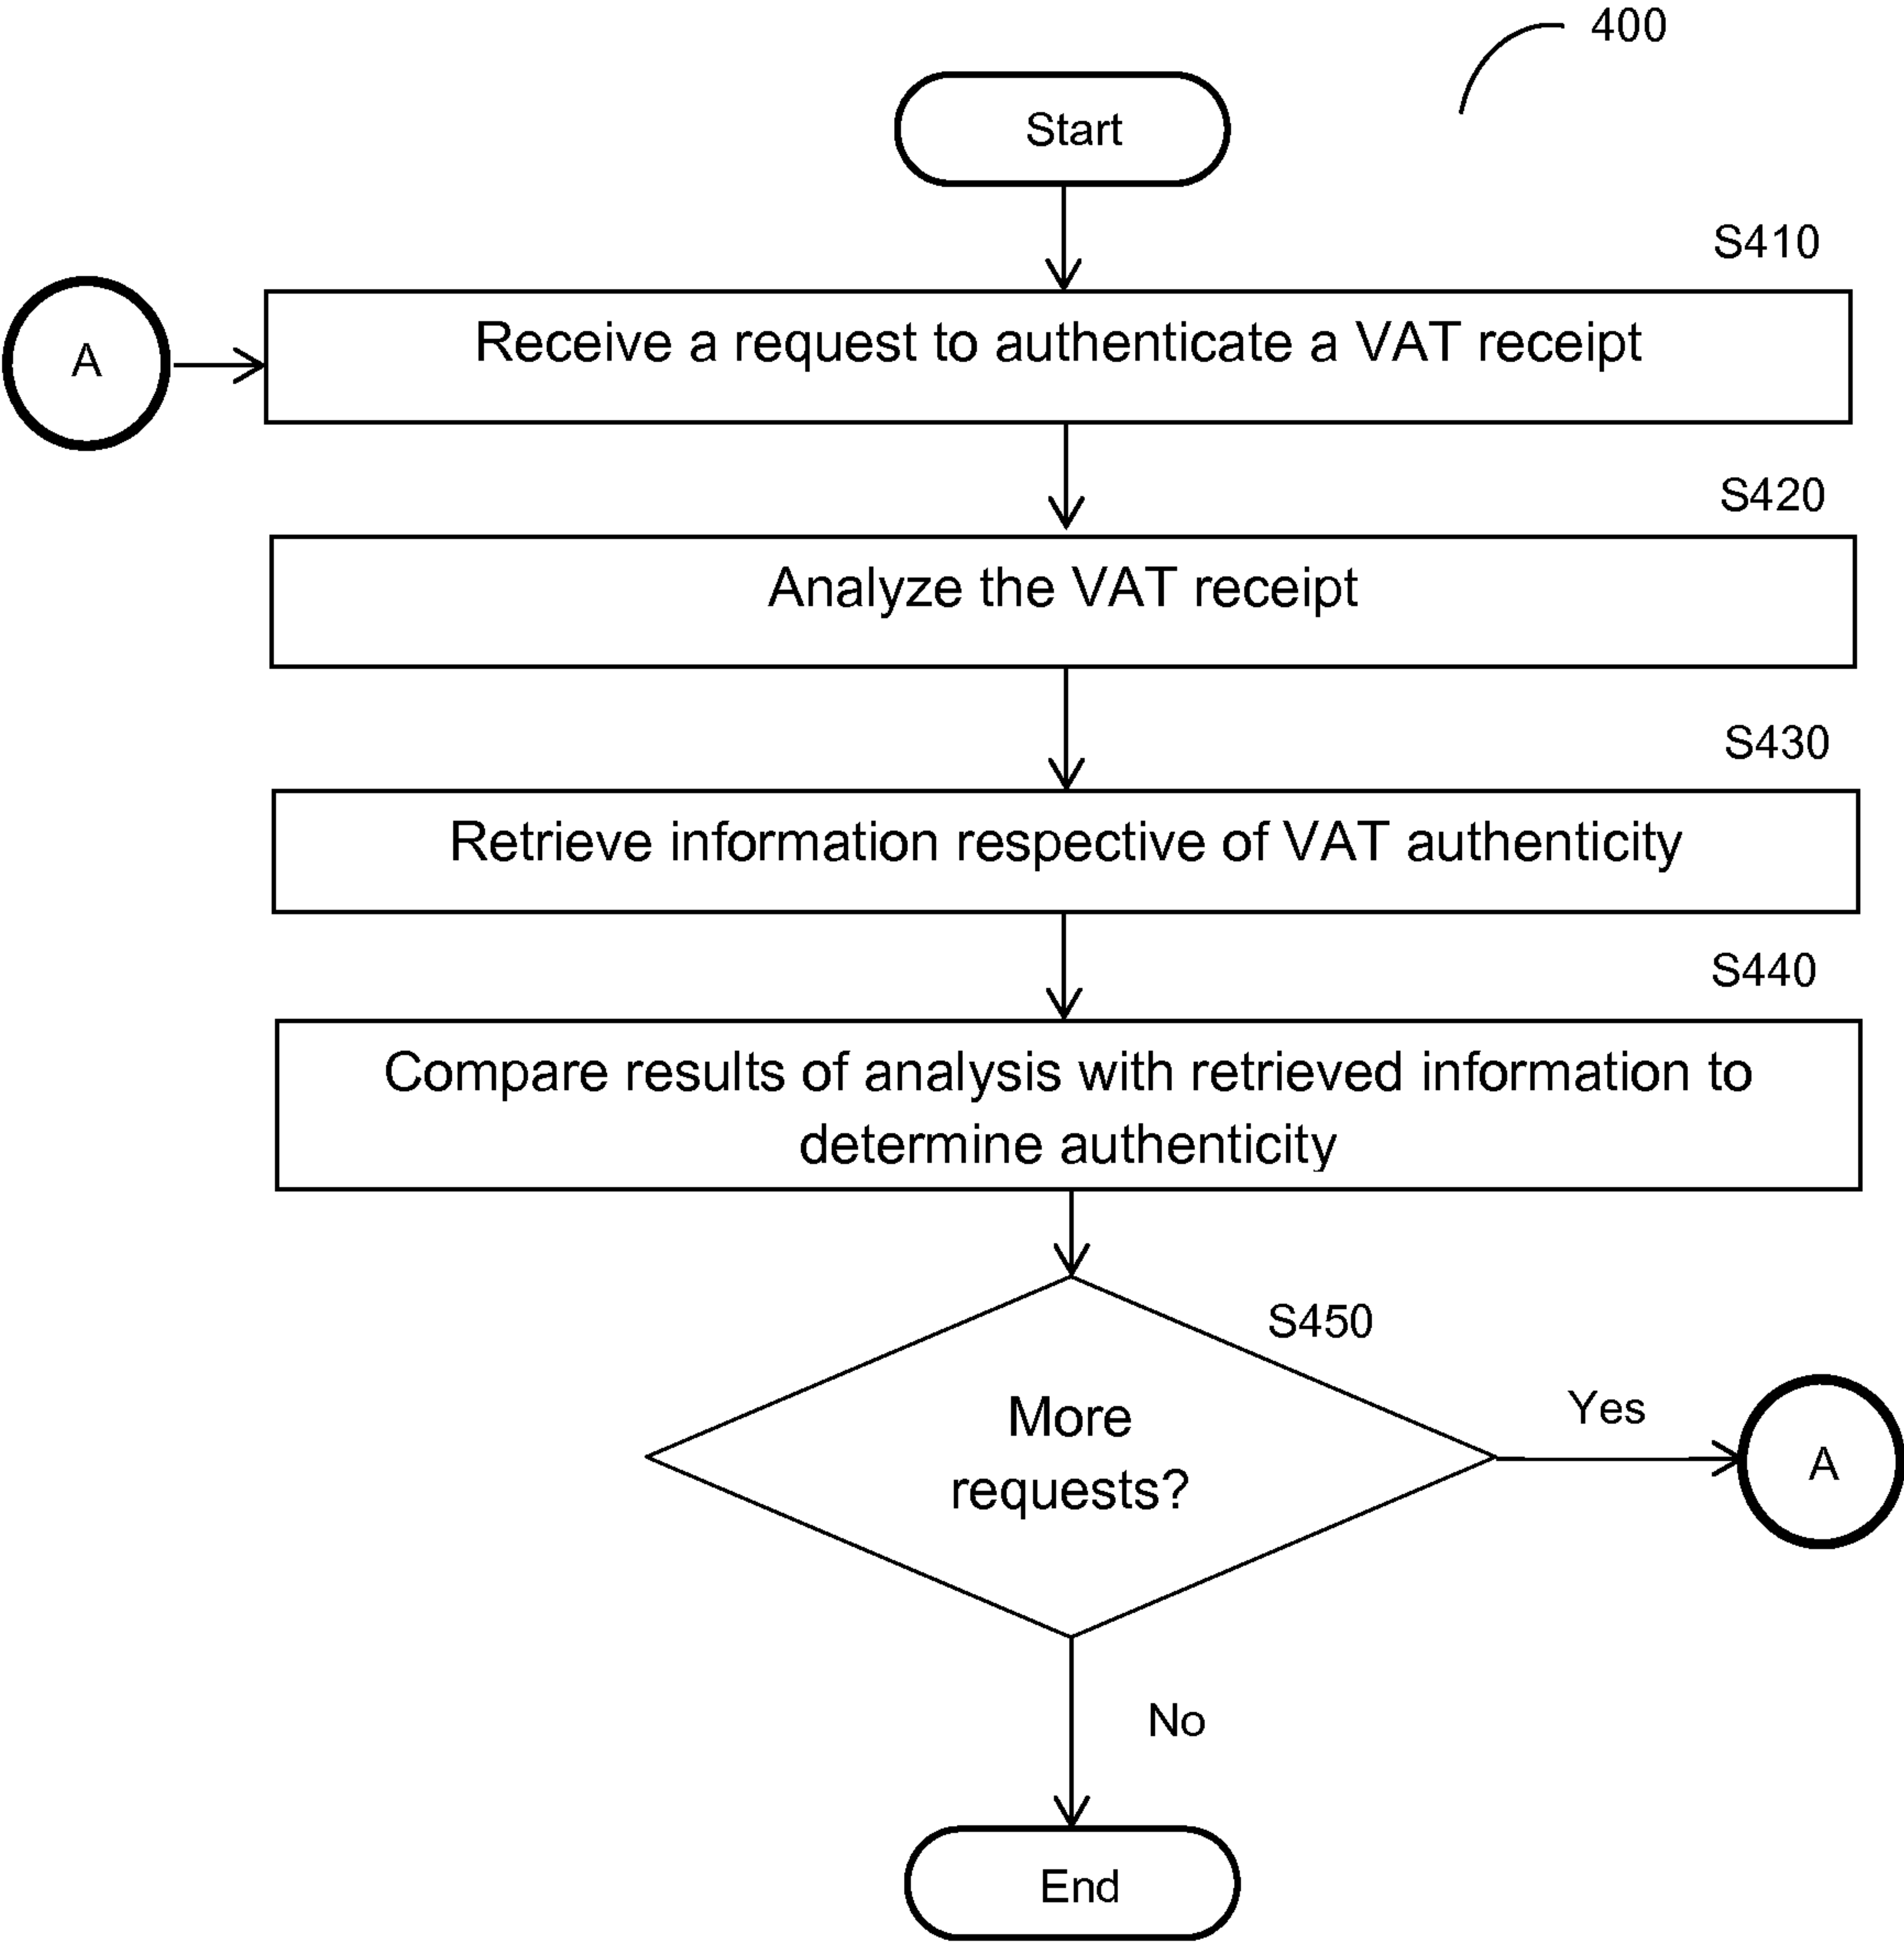 400
Start
S410
A
Receive a request to authenticate a VAT receipt
S420
Analyze the VAT receipt
S430
Retrieve information respective of VAT authenticity
S440
Compare results of analysis with retrieved information to
determine authenticity
S450
More
requests?
Yes
A
No
End